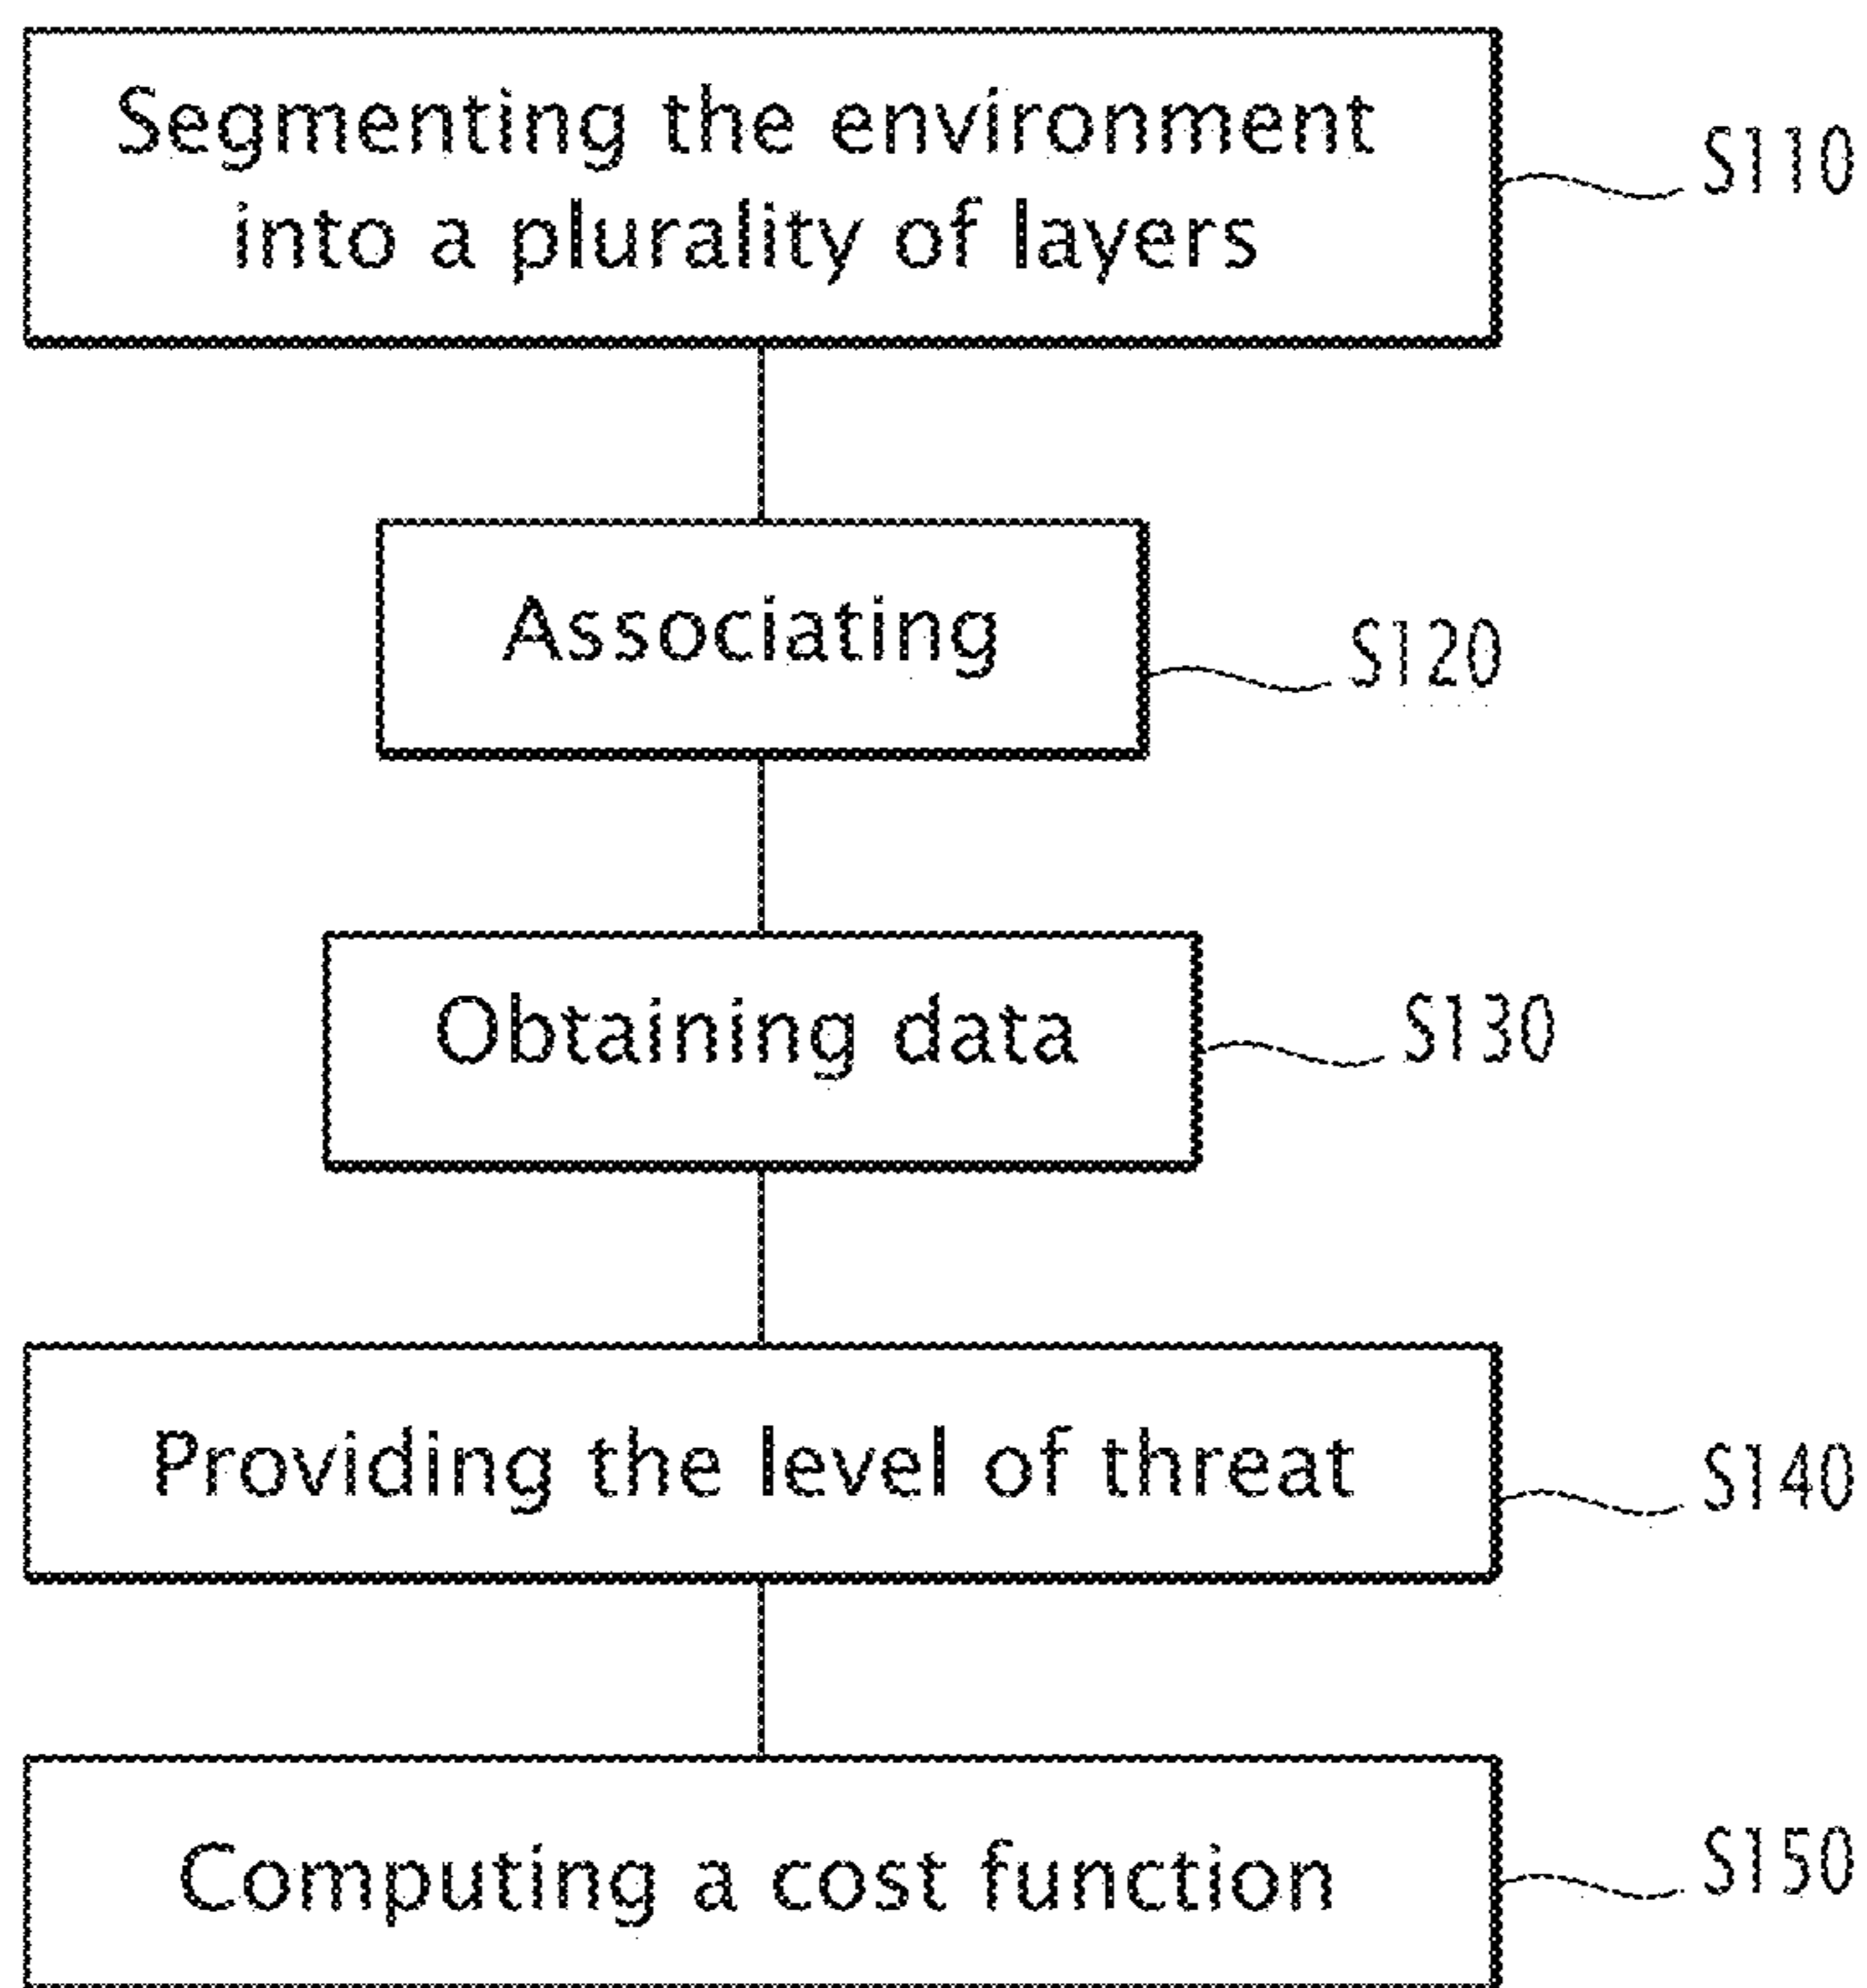 Segmenting the environment
into a plurality of layers
S110
Associating
S120
Obtaining data
S130
Providing the level of threat
S140
Computing a cost function
S150